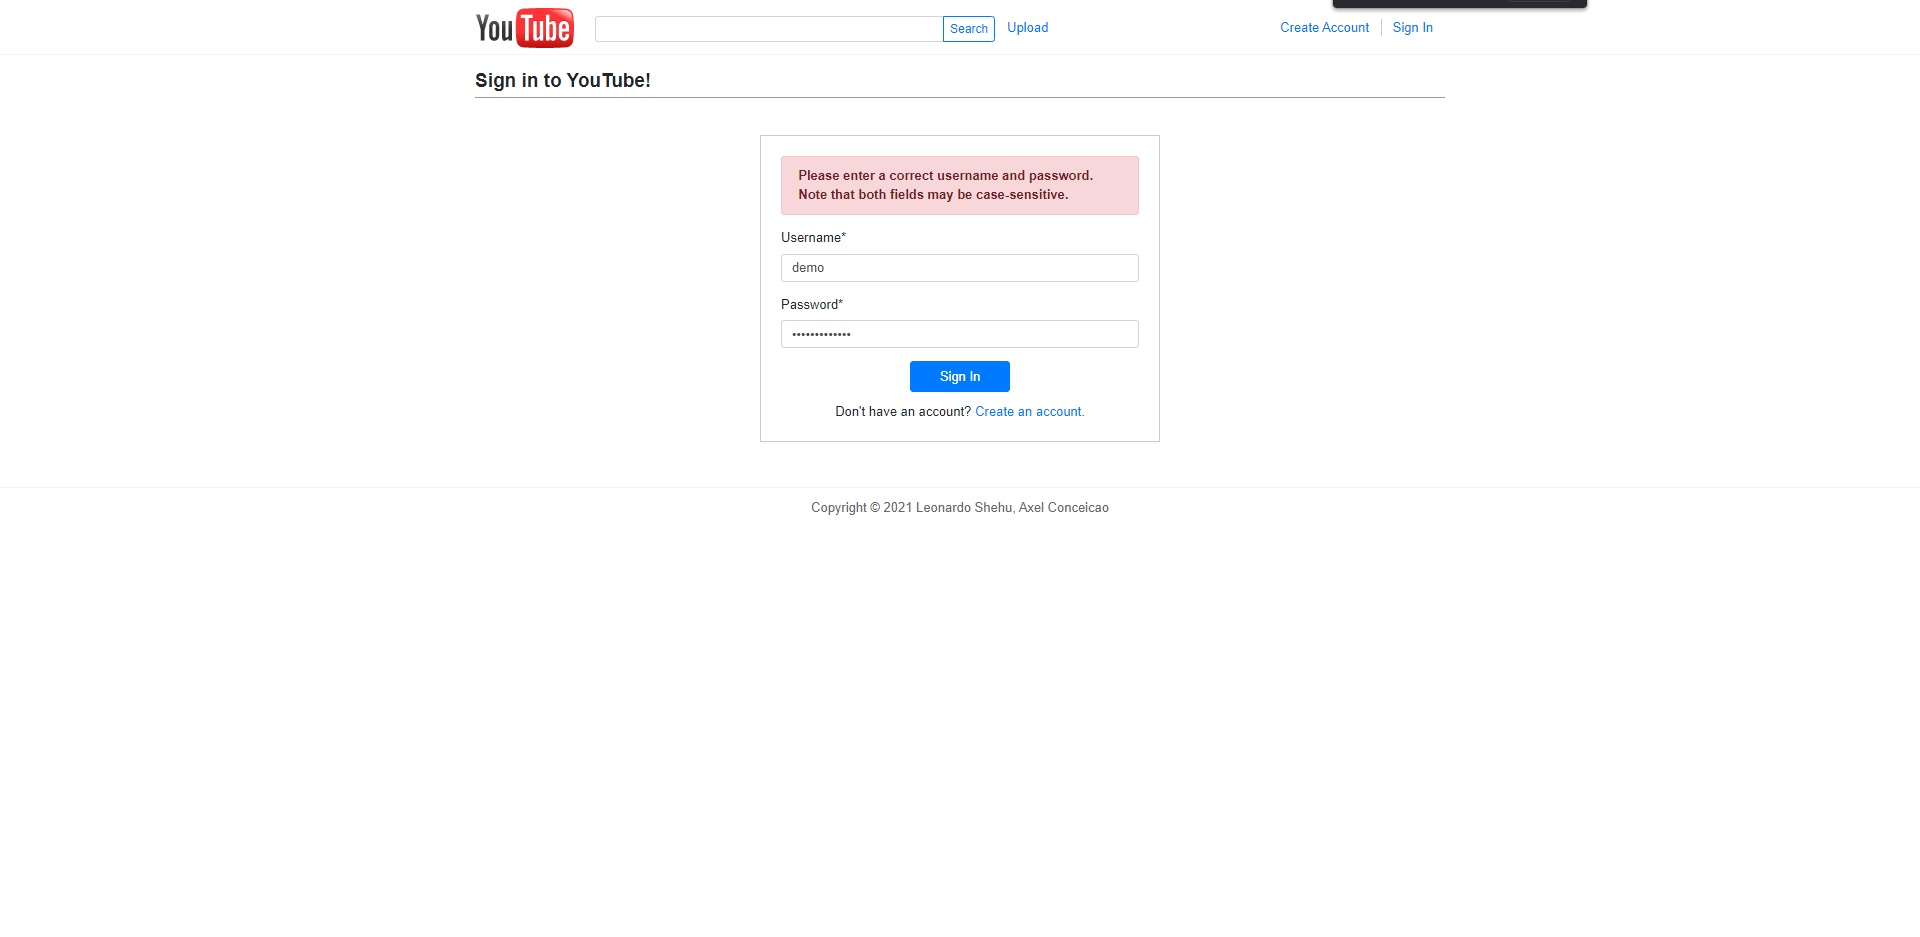 YouTube
Search
Upload
Create Account
Sign In
Sign in to YouTube!
Please enter a correct username and password.
Note that both fields may be case-sensitive.
Username*
demo
Password*
•••••••••••••
Sign In
Don't have an account? Create an account.
Copyright © 2021 Leonardo Shehu, Axel Conceicao